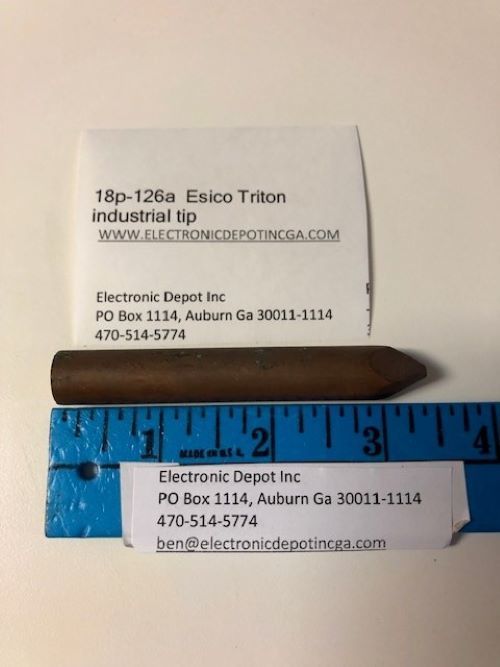 18p-126a Esico Triton
industrial tip
WWW.ELECTRONICDEPOTINCGA.COM
Electronic Depot Inc
PO Box 1114, Auburn Ga 30011-1114
470-514-5774
1 2 3 4
MADE IN U.S.A.
Electronic Depot Inc
PO Box 1114, Auburn Ga 30011-1114
470-514-5774
ben@electronicdepotincga.com